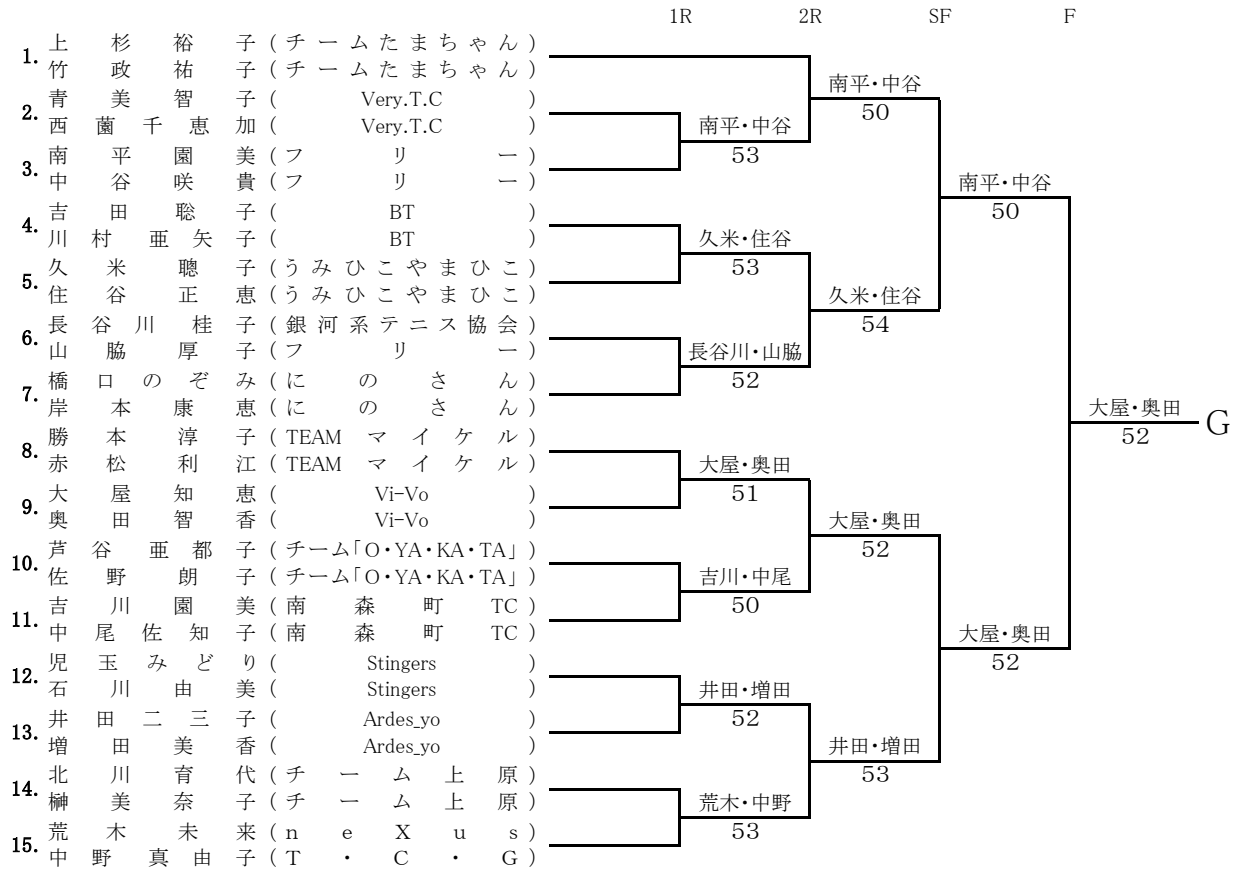 1R 2R SF F
1. 上杉裕子(チームたまちゃん)
竹政祐子(チームたまちゃん)
南平・中谷
50
2. 青美智子(Very.T.C)
西薗千恵加(Very.T.C)
南平・中谷
53
3. 南平園美(フリー)
中谷咲貴(フリー)
南平・中谷
50
4. 吉田聡子(BT)
川村亜矢子(BT)
久米・住谷
53
5. 久米聰子(うみひこやまひこ)
住谷正恵(うみひこやまひこ)
久米・住谷
54
6. 長谷川桂子(銀河系テニス協会)
山脇厚子(フリー)
長谷川・山脇
52
7. 橋口のぞみ(にのさん)
岸本康恵(にのさん)
大屋・奥田
52
G
8. 勝本淳子(TEAMマイケル)
赤松利江(TEAMマイケル)
大屋・奥田
51
9. 大屋知恵(Vi-Vo)
奥田智香(Vi-Vo)
大屋・奥田
52
10. 芦谷亜都子(チーム「O・YA・KA・TA」)
佐野朗子(チーム「O・YA・KA・TA」)
吉川・中尾
50
11. 吉川園美(南森町TC)
中尾佐知子(南森町TC)
大屋・奥田
52
12. 児玉みどり(Stingers)
石川由美(Stingers)
井田・増田
52
13. 井田二三子(Ardes_yo)
増田美香(Ardes_yo)
井田・増田
53
14. 北川育代(チーム上原)
榊美奈子(チーム上原)
荒木・中野
53
15. 荒木未来(neXus)
中野真由子(T・C・G)